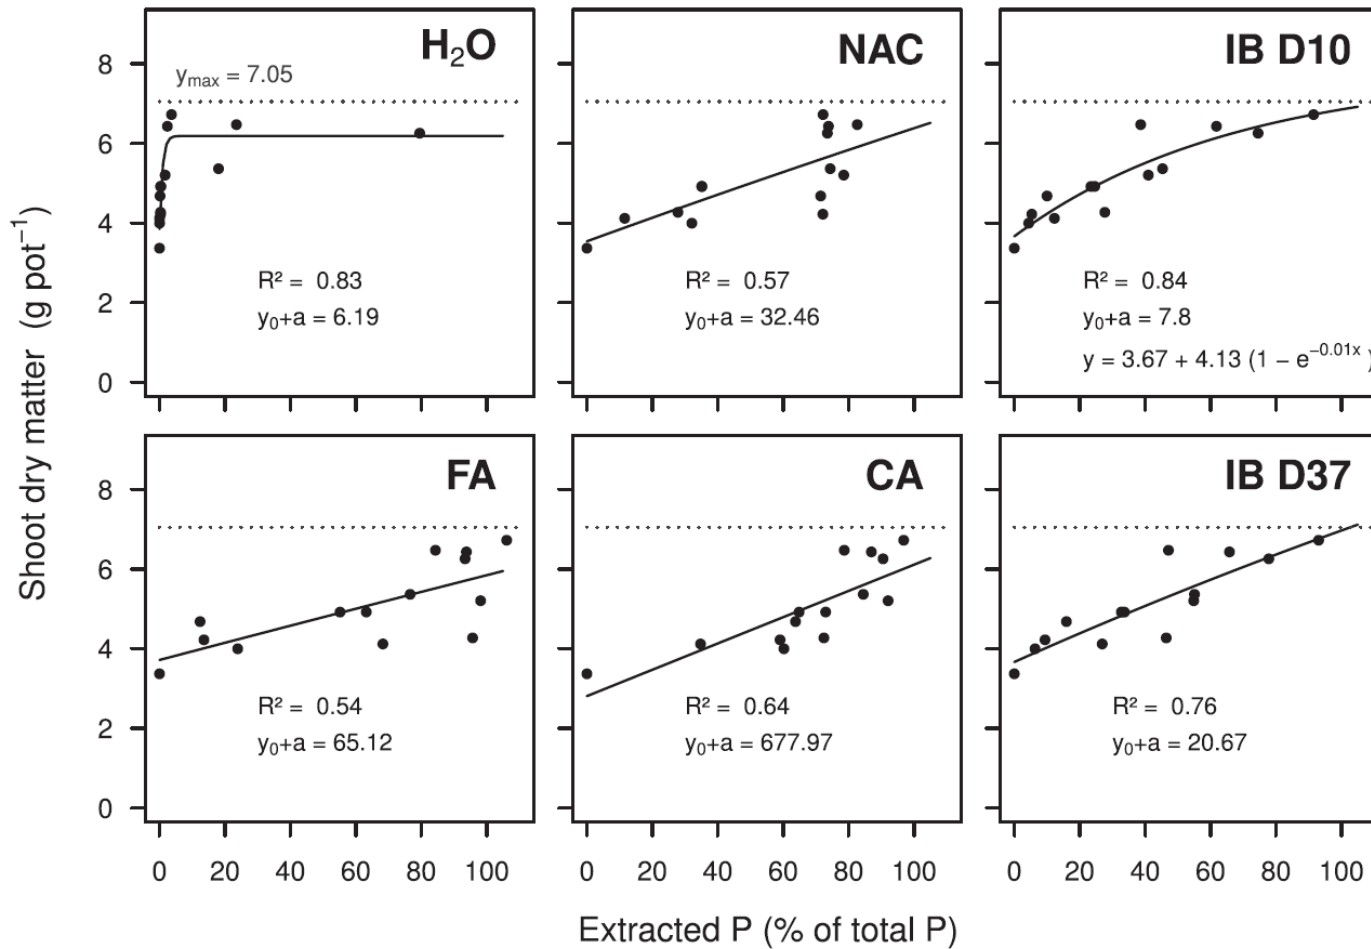 H₂O
NAC
IB D10
8
6
4
2
0
ymax = 7.05
R² = 0.83
y₀+a = 6.19
R² = 0.57
y₀+a = 32.46
R² = 0.84
y₀+a = 7.8
y = 3.67 + 4.13 (1 − e⁻⁰·⁰¹ˣ )
Shoot dry matter (g pot⁻¹)
FA
CA
IB D37
8
6
4
2
0
R² = 0.54
y₀+a = 65.12
R² = 0.64
y₀+a = 677.97
R² = 0.76
y₀+a = 20.67
0 20 40 60 80 100
0 20 40 60 80 100
0 20 40 60 80 100
Extracted P (% of total P)